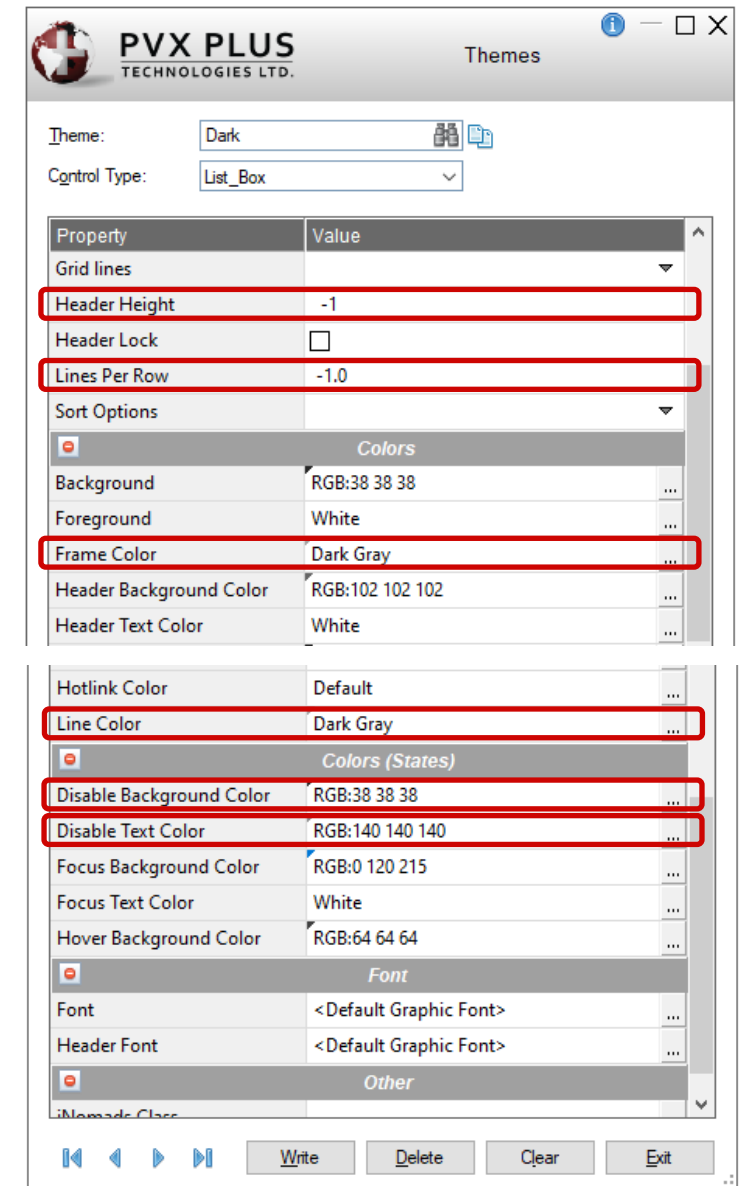 PVX PLUS
TECHNOLOGIES LTD.
Themes
Theme: Dark
Control Type: List_Box
Property Value
Grid lines
Header Height -1
Header Lock
Lines Per Row -1.0
Sort Options
Colors
Background RGB:38 38 38 ...
Foreground White ...
Frame Color Dark Gray ...
Header Background Color RGB:102 102 102 ...
Header Text Color White ...
Hotlink Color Default ...
Line Color Dark Gray ...
Colors (States)
Disable Background Color RGB:38 38 38 ...
Disable Text Color RGB:140 140 140 ...
Focus Background Color RGB:0 120 215 ...
Focus Text Color White ...
Hover Background Color RGB:64 64 64 ...
Font
Font <Default Graphic Font> ...
Header Font <Default Graphic Font> ...
Other
iNomads Class
Write Delete Clear Exit